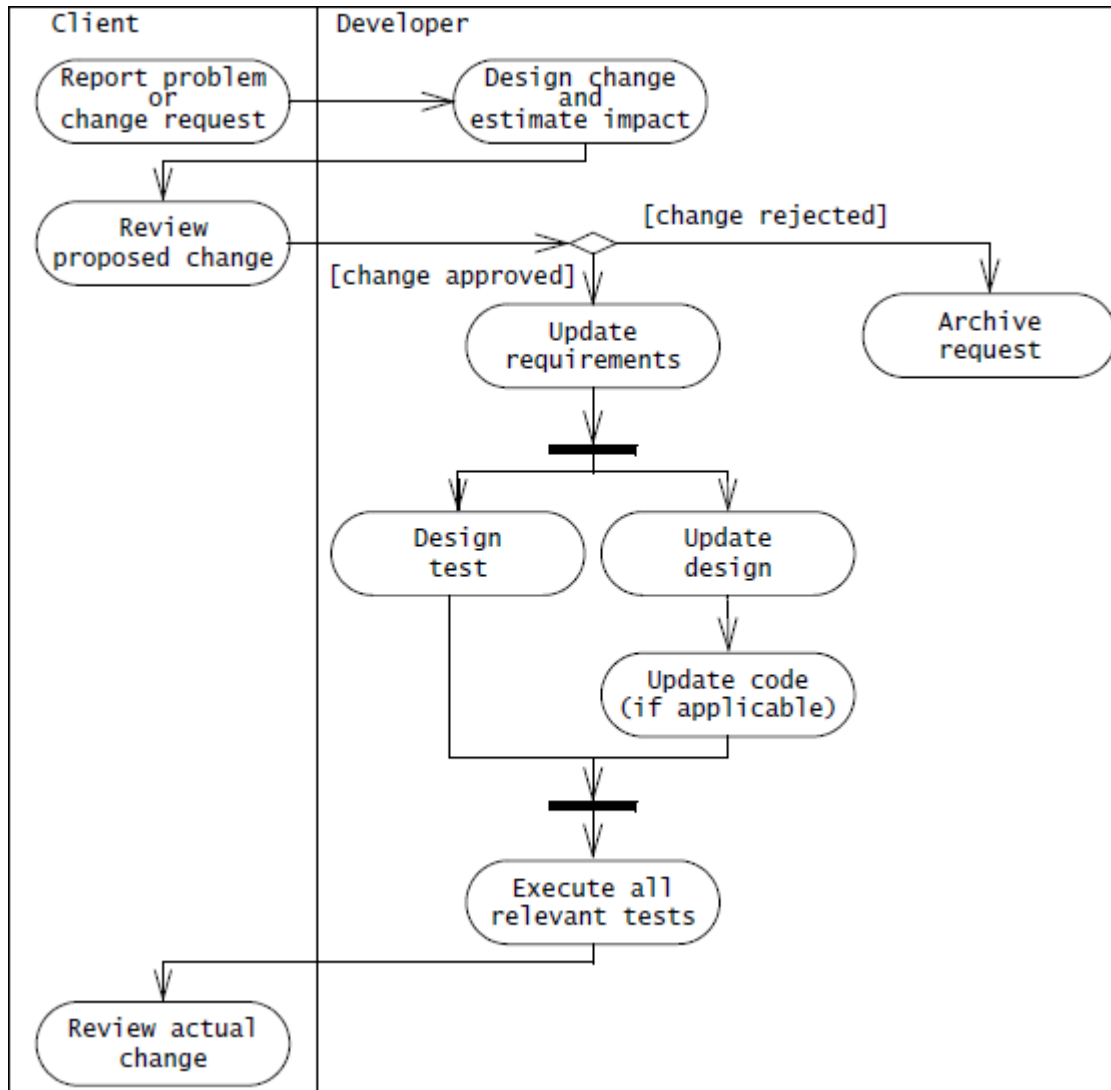 Client
Developer
Report problem
or
change request
Design change
and
estimate impact
Review
proposed change
[change rejected]
[change approved]
Update
requirements
Archive
request
Design
test
Update
design
Update code
(if applicable)
Execute all
relevant tests
Review actual
change